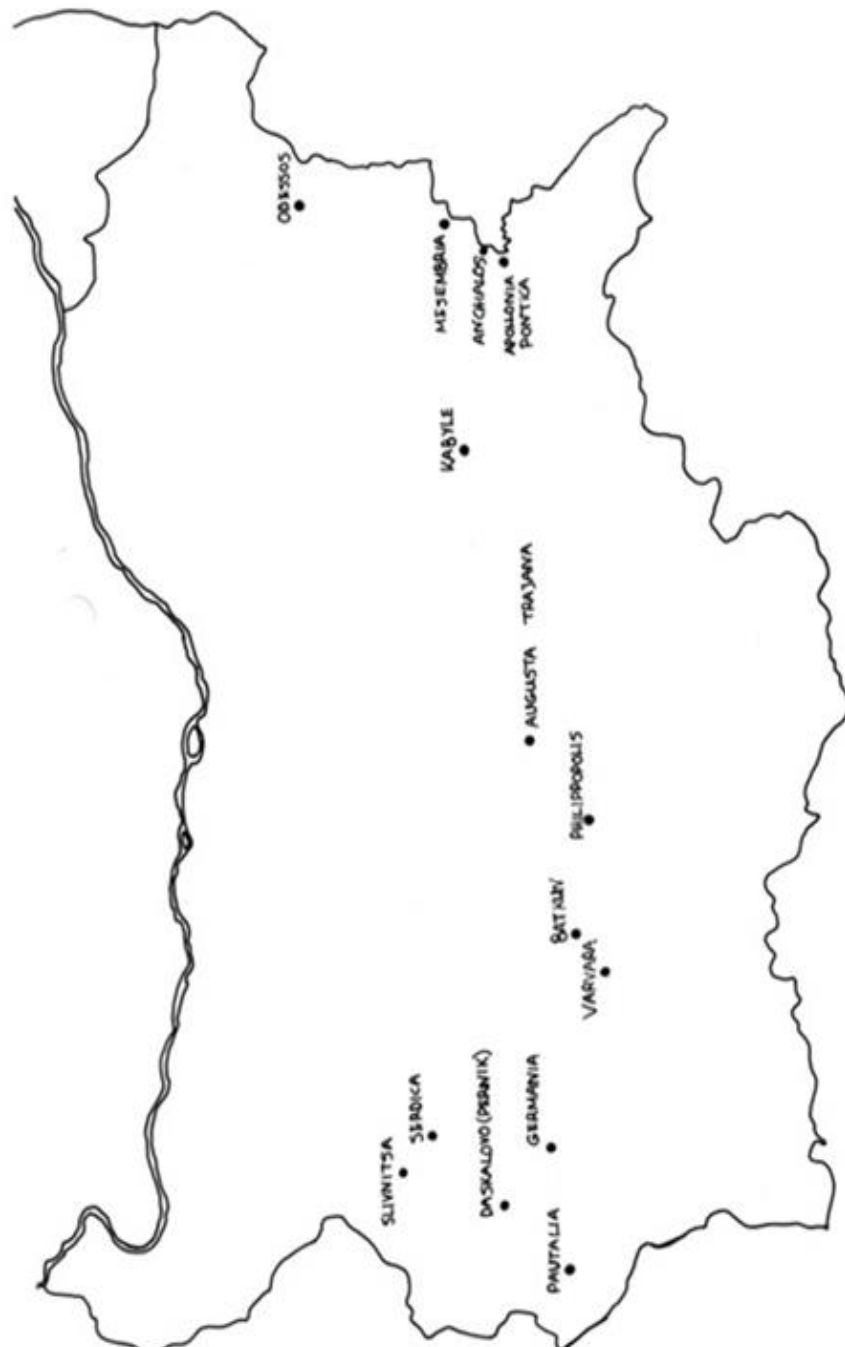 ODESSOS
SLIVNITSA
SERDICA
MESEMBRIA
KABYLE
ANCHIALOS
DASKALOVO (PERNIK)
APOLLONIA
PONTICA
AUGUSTA TRAJANA
GERMANIA
PAUTALIA
BATKUN
PHILIPPOPOLIS
VARVARA